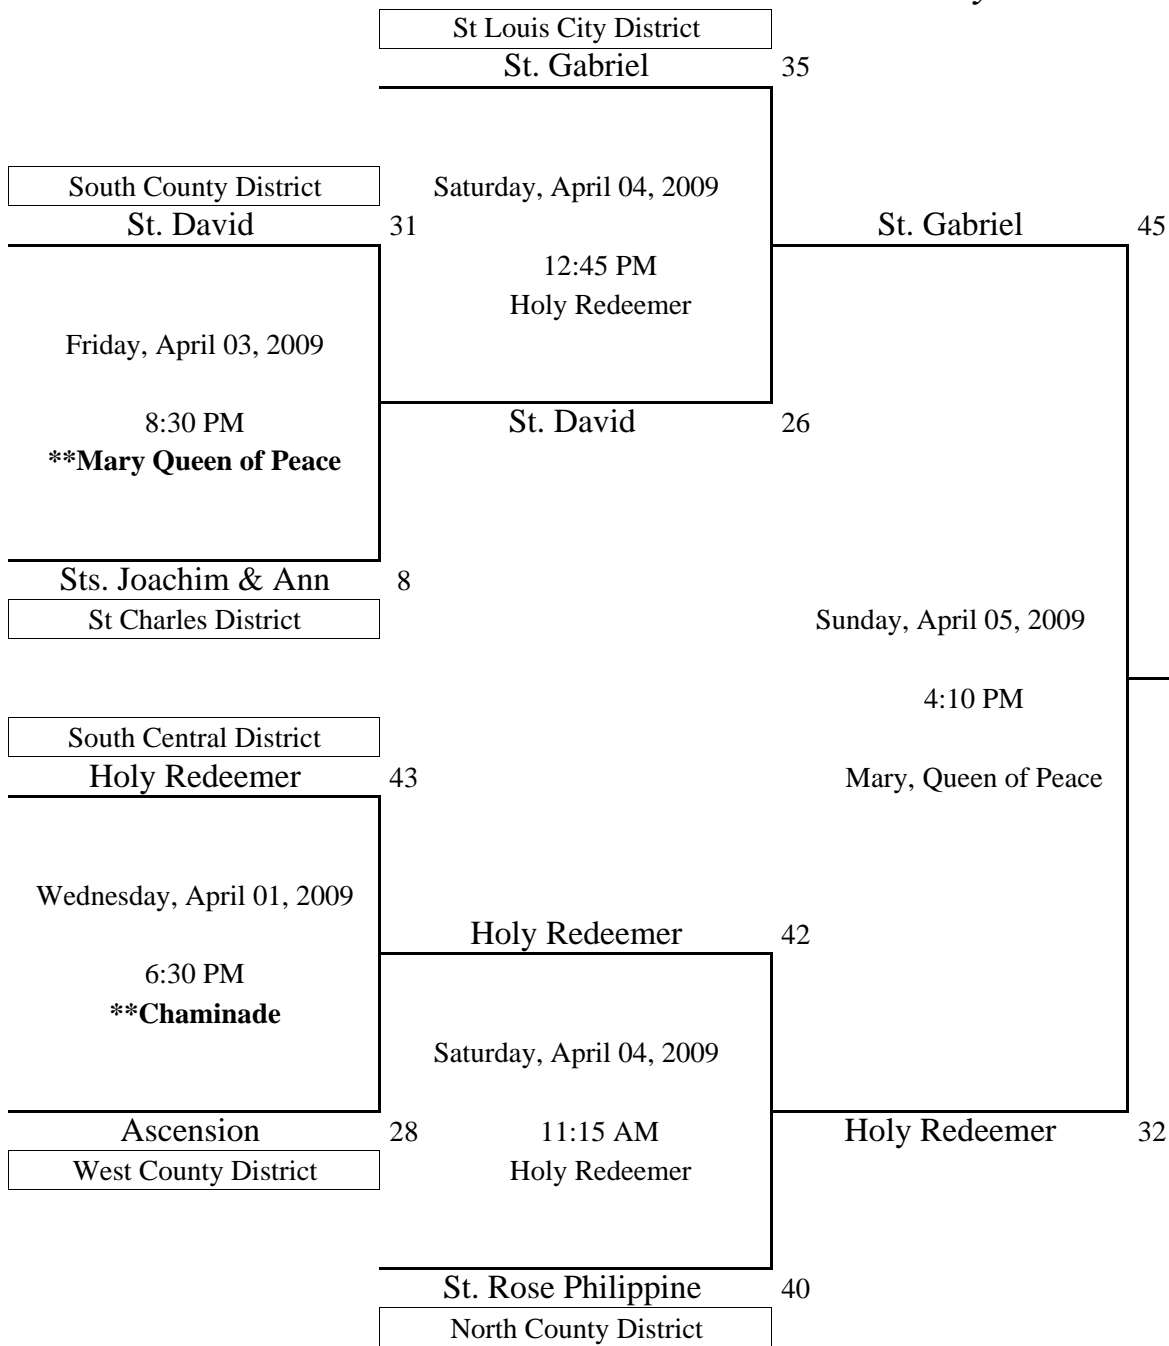 St Louis City District
St. Gabriel 35
South County District
Saturday, April 04, 2009
St. David 31
St. Gabriel 45
12:45 PM
Holy Redeemer
Friday, April 03, 2009
8:30 PM
St. David 26
**Mary Queen of Peace
Sts. Joachim & Ann 8
St Charles District
Sunday, April 05, 2009
4:10 PM
South Central District
Holy Redeemer 43
Mary, Queen of Peace
Wednesday, April 01, 2009
Holy Redeemer 42
6:30 PM
**Chaminade
Saturday, April 04, 2009
Ascension 28
11:15 AM
Holy Redeemer 32
West County District
Holy Redeemer
St. Rose Philippine 40
North County District